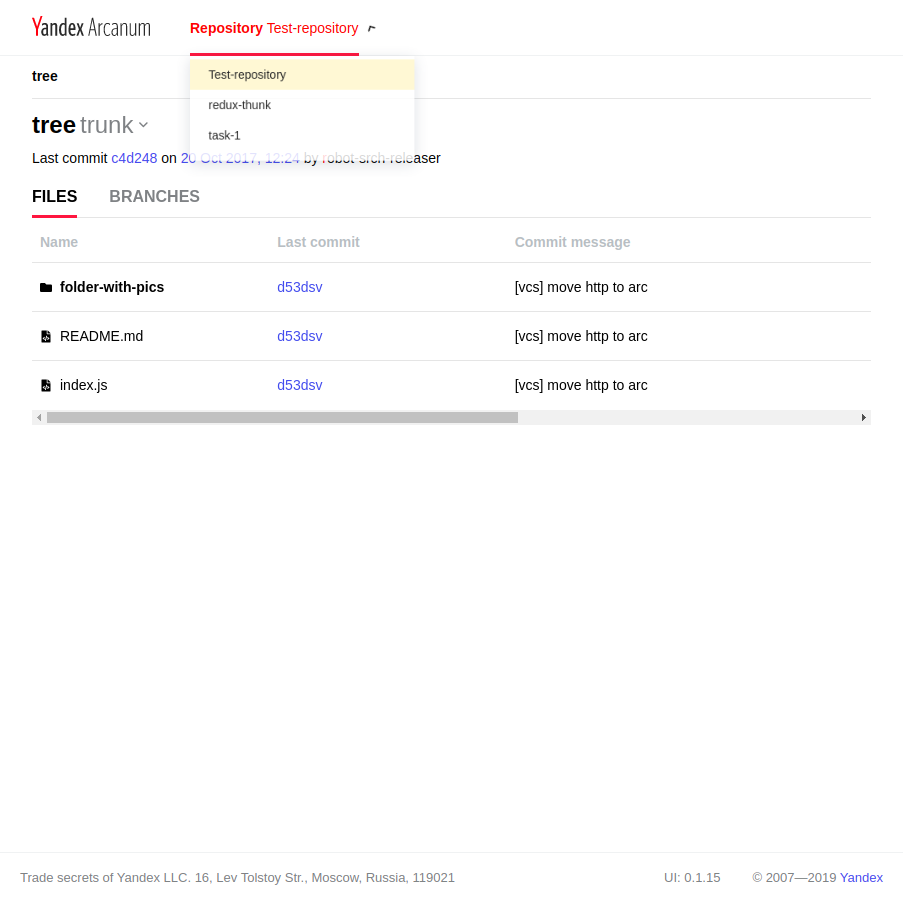 Yandex Arcanum Repository Test-repository
tree
Test-repository
redux-thunk
task-1
tree trunk
Last commit c4d248 on 20 Oct 2017, 12:24 by robot-srch-releaser
FILES BRANCHES
Name Last commit Commit message
folder-with-pics d53dsv [vcs] move http to arc
README.md d53dsv [vcs] move http to arc
index.js d53dsv [vcs] move http to arc
Trade secrets of Yandex LLC. 16, Lev Tolstoy Str., Moscow, Russia, 119021 UI: 0.1.15 © 2007—2019 Yandex